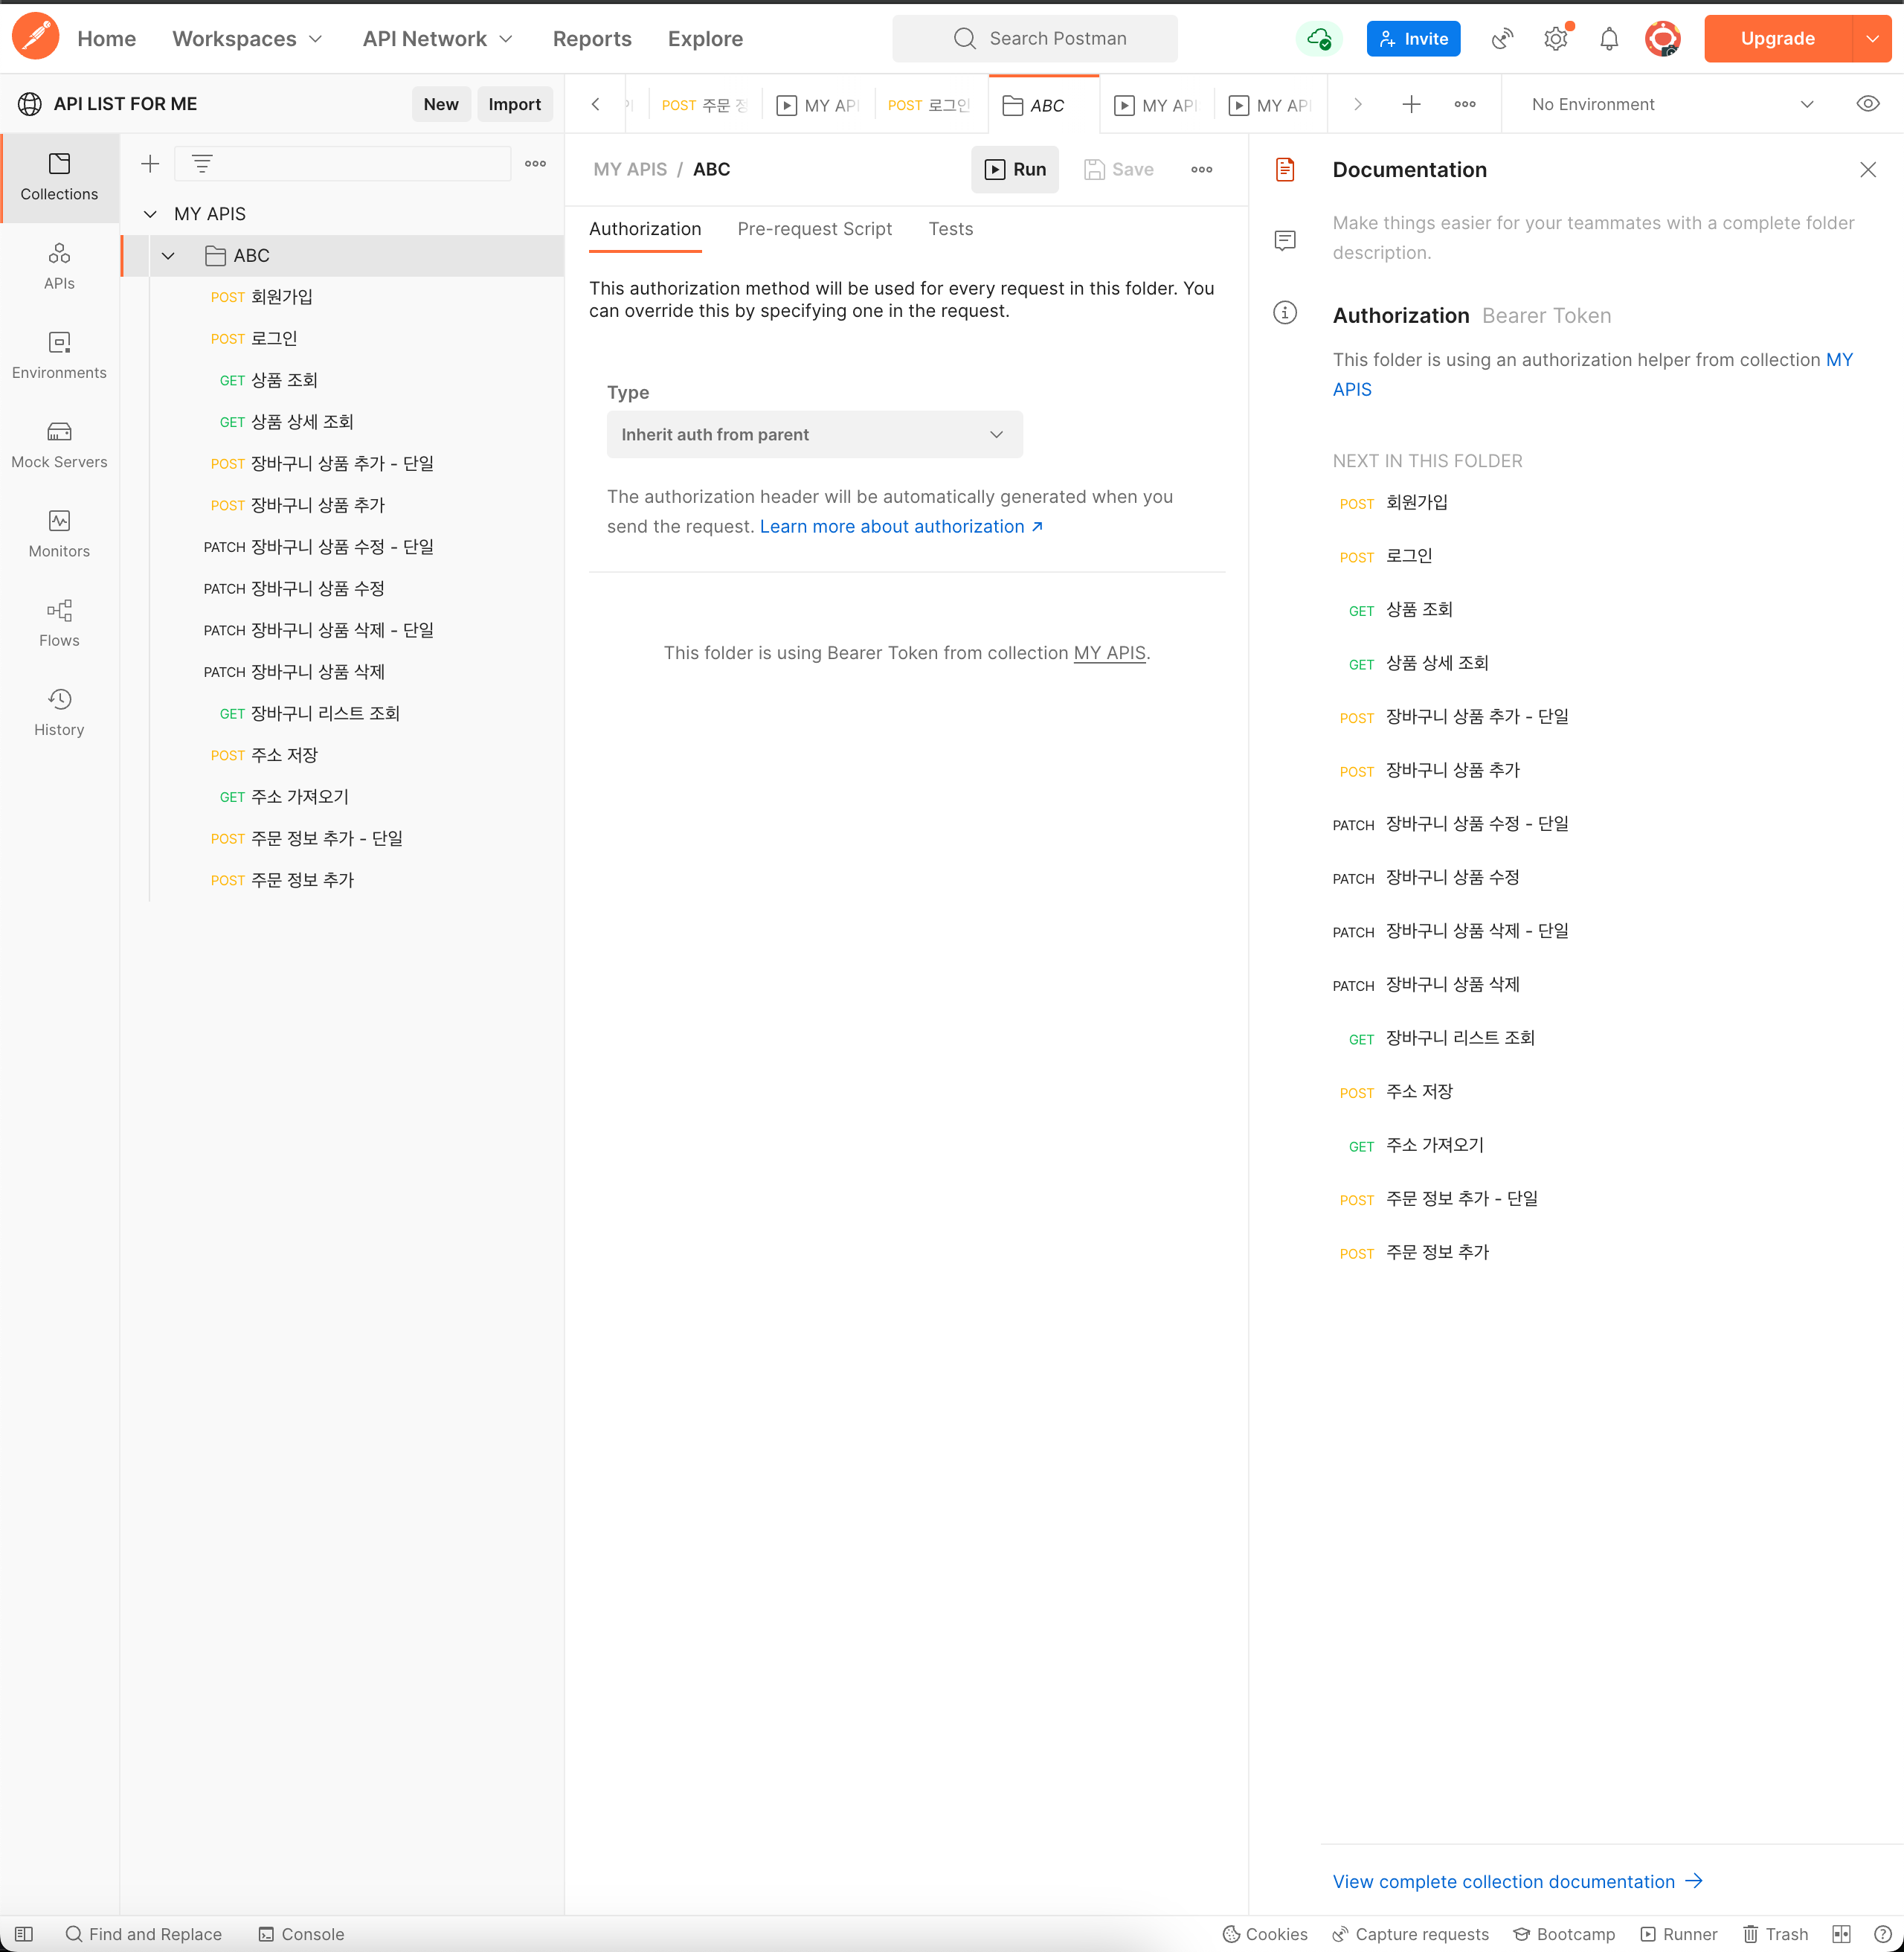 Home Workspaces API Network Reports Explore Search Postman Invite Upgrade
API LIST FOR ME New Import
POST 주문 정 MY API POST 로그인 ABC MY API MY API No Environment
Collections
APIs
Environments
Mock Servers
Monitors
Flows
History
MY APIS
ABC
POST 회원가입
POST 로그인
GET 상품 조회
GET 상품 상세 조회
POST 장바구니 상품 추가 - 단일
POST 장바구니 상품 추가
PATCH 장바구니 상품 수정 - 단일
PATCH 장바구니 상품 수정
PATCH 장바구니 상품 삭제 - 단일
PATCH 장바구니 상품 삭제
GET 장바구니 리스트 조회
POST 주소 저장
GET 주소 가져오기
POST 주문 정보 추가 - 단일
POST 주문 정보 추가
MY APIS / ABC Run Save
Authorization Pre-request Script Tests
This authorization method will be used for every request in this folder. You
can override this by specifying one in the request.
Type
Inherit auth from parent
The authorization header will be automatically generated when you
send the request. Learn more about authorization ↗
This folder is using Bearer Token from collection MY APIS.
Documentation
Make things easier for your teammates with a complete folder
description.
Authorization Bearer Token
This folder is using an authorization helper from collection MY
APIS
NEXT IN THIS FOLDER
POST 회원가입
POST 로그인
GET 상품 조회
GET 상품 상세 조회
POST 장바구니 상품 추가 - 단일
POST 장바구니 상품 추가
PATCH 장바구니 상품 수정 - 단일
PATCH 장바구니 상품 수정
PATCH 장바구니 상품 삭제 - 단일
PATCH 장바구니 상품 삭제
GET 장바구니 리스트 조회
POST 주소 저장
GET 주소 가져오기
POST 주문 정보 추가 - 단일
POST 주문 정보 추가
View complete collection documentation →
Find and Replace Console Cookies Capture requests Bootcamp Runner Trash